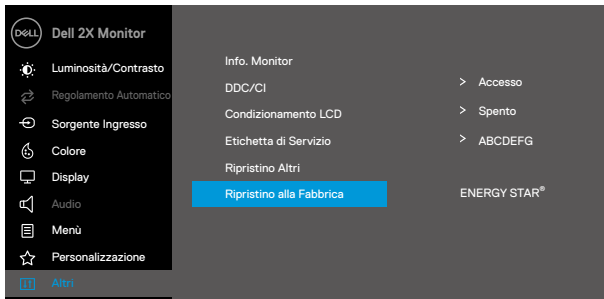 DELL Dell 2X Monitor
Luminosità/Contrasto
Regolamento Automatico
Sorgente Ingresso
Colore
Display
Audio
Menù
Personalizzazione
Altri
Info. Monitor
DDC/CI > Accesso
Condizionamento LCD > Spento
Etichetta di Servizio > ABCDEFG
Ripristino Altri
Ripristino alla Fabbrica ENERGY STAR®